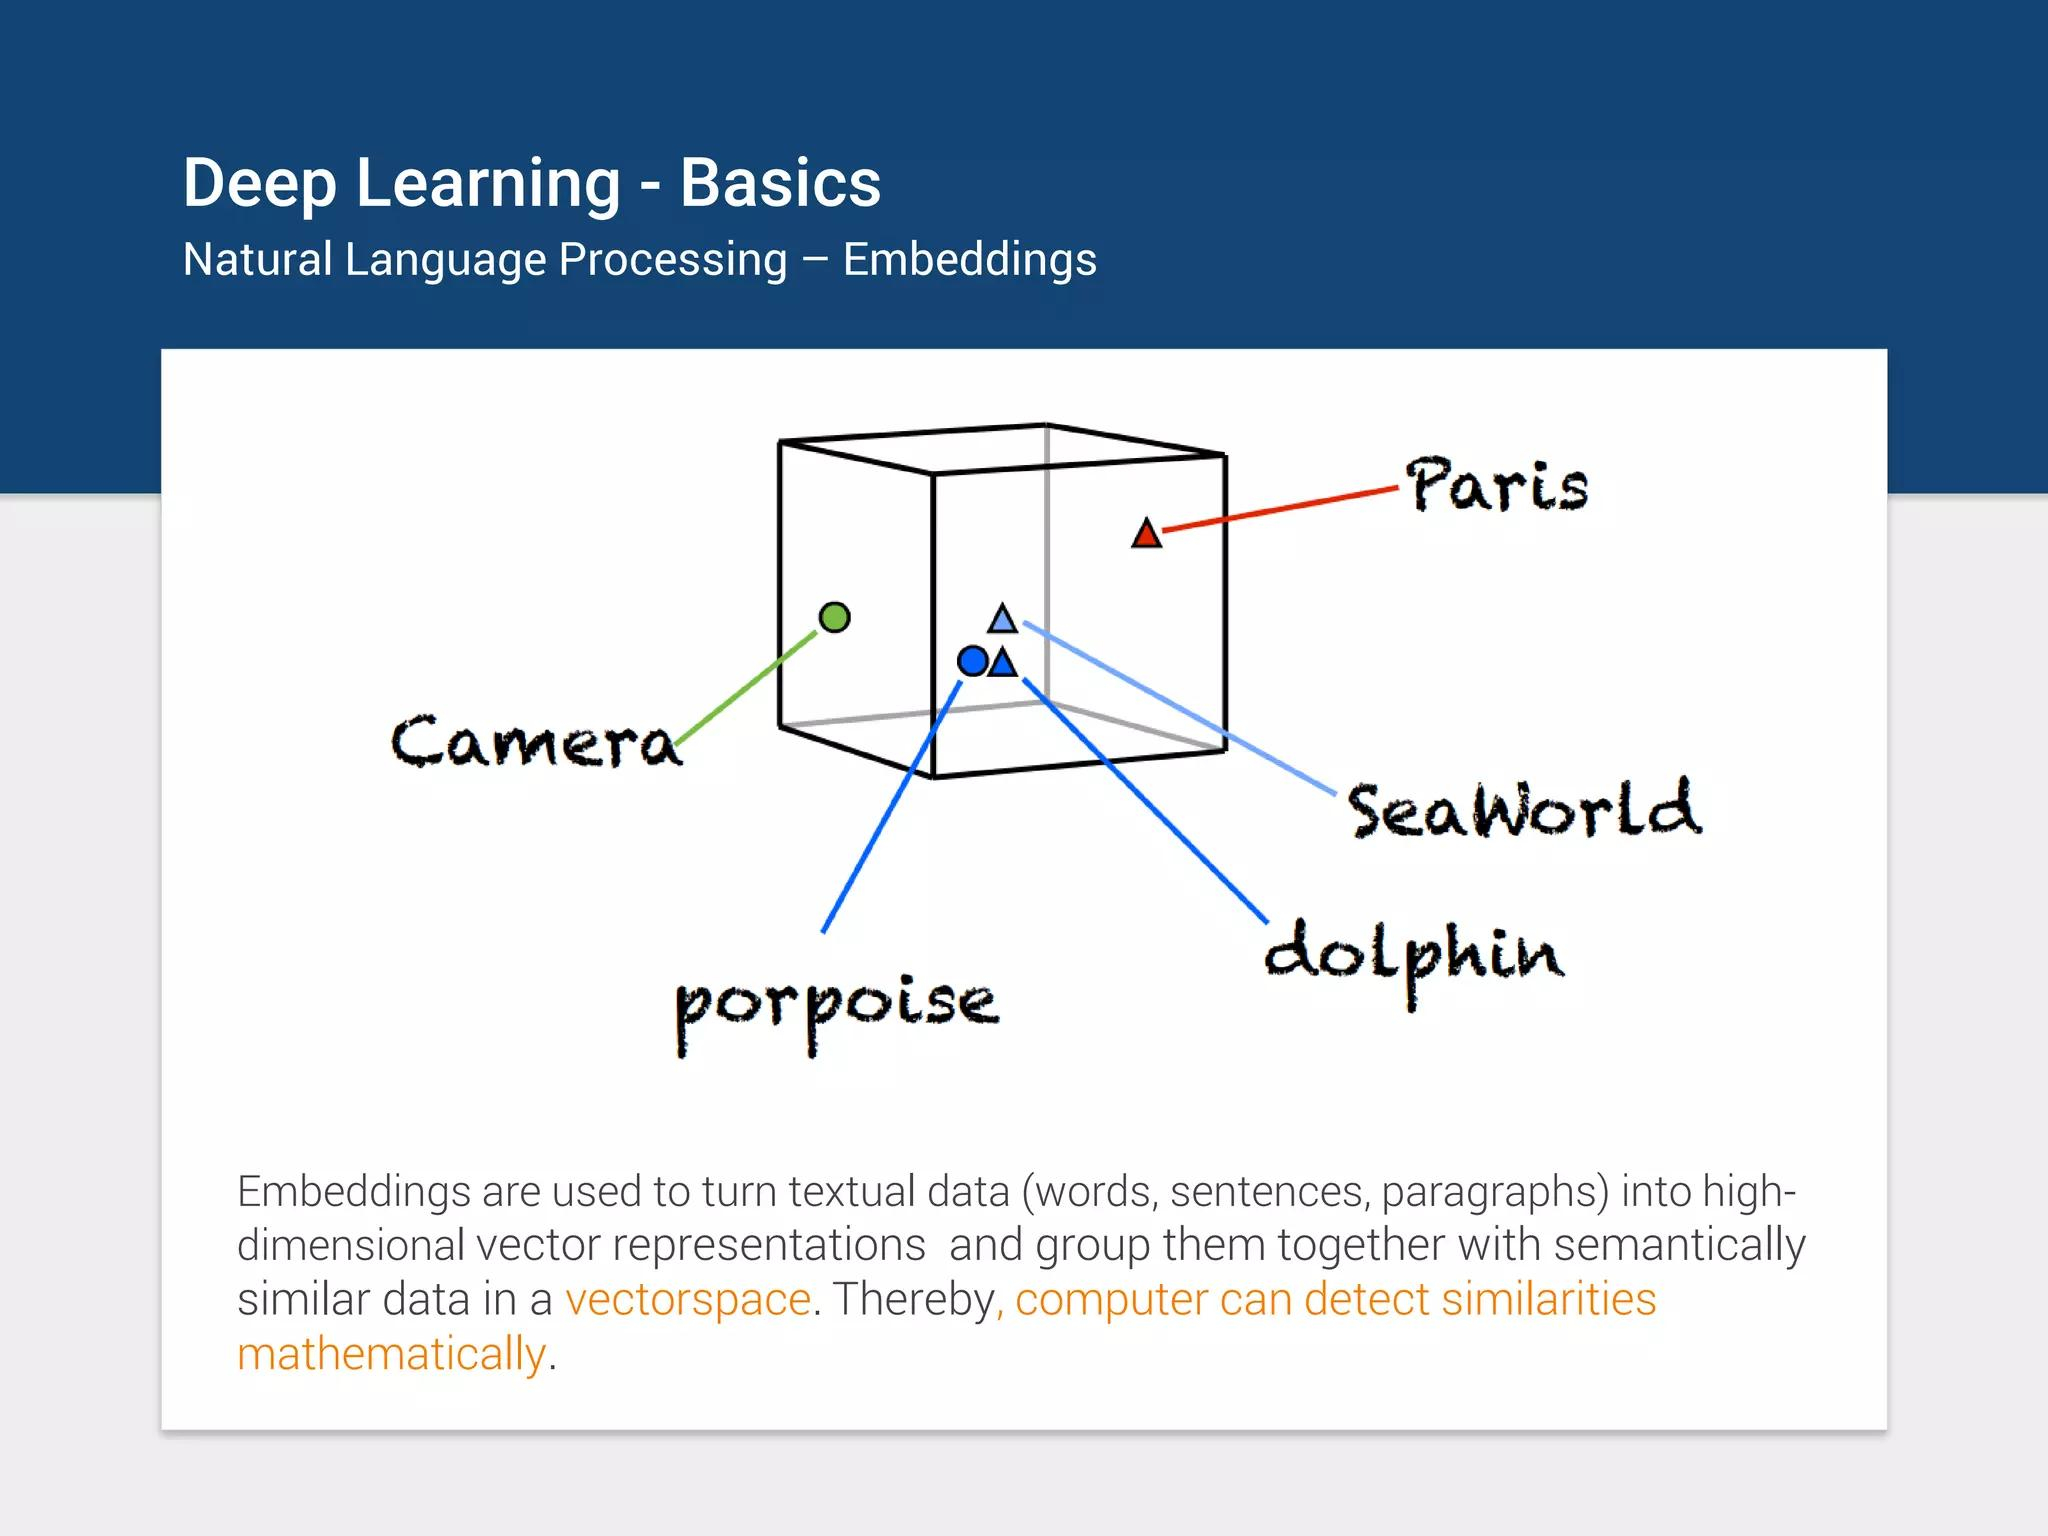 Deep Learning - Basics
Natural Language Processing – Embeddings
Paris
Camera
SeaWorld
dolphin
porpoise
Embeddings are used to turn textual data (words, sentences, paragraphs) into high-
dimensional vector representations  and group them together with semantically
similar data in a vectorspace. Thereby, computer can detect similarities
mathematically.